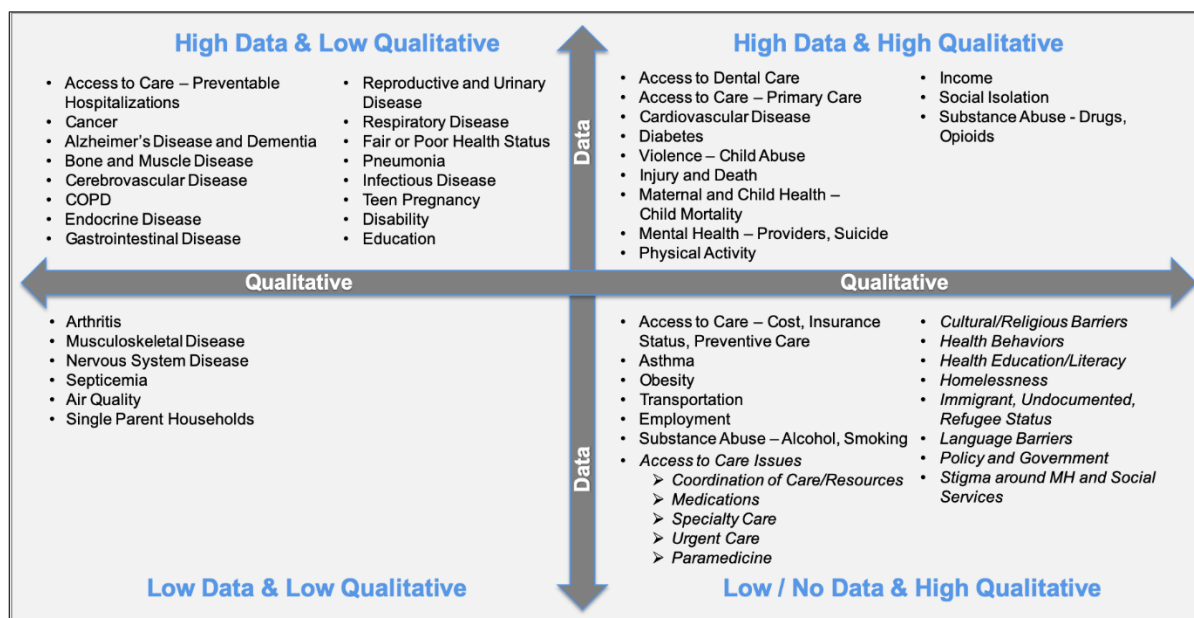 High Data & Low Qualitative
• Access to Care – Preventable
Hospitalizations
• Cancer
• Alzheimer's Disease and Dementia
• Bone and Muscle Disease
• Cerebrovascular Disease
• COPD
• Endocrine Disease
• Gastrointestinal Disease
• Reproductive and Urinary
Disease
• Respiratory Disease
• Fair or Poor Health Status
• Pneumonia
• Infectious Disease
• Teen Pregnancy
• Disability
• Education
Data
High Data & High Qualitative
• Access to Dental Care
• Access to Care – Primary Care
• Cardiovascular Disease
• Diabetes
• Violence – Child Abuse
• Injury and Death
• Maternal and Child Health –
Child Mortality
• Mental Health – Providers, Suicide
• Physical Activity
• Income
• Social Isolation
• Substance Abuse - Drugs,
Opioids
Qualitative
Qualitative
• Arthritis
• Musculoskeletal Disease
• Nervous System Disease
• Septicemia
• Air Quality
• Single Parent Households
Low Data & Low Qualitative
Data
• Access to Care – Cost, Insurance
Status, Preventive Care
• Asthma
• Obesity
• Transportation
• Employment
• Substance Abuse – Alcohol, Smoking
• Access to Care Issues
➢ Coordination of Care/Resources
➢ Medications
➢ Specialty Care
➢ Urgent Care
➢ Paramedicine
• Cultural/Religious Barriers
• Health Behaviors
• Health Education/Literacy
• Homelessness
• Immigrant, Undocumented,
Refugee Status
• Language Barriers
• Policy and Government
• Stigma around MH and Social
Services
Low / No Data & High Qualitative